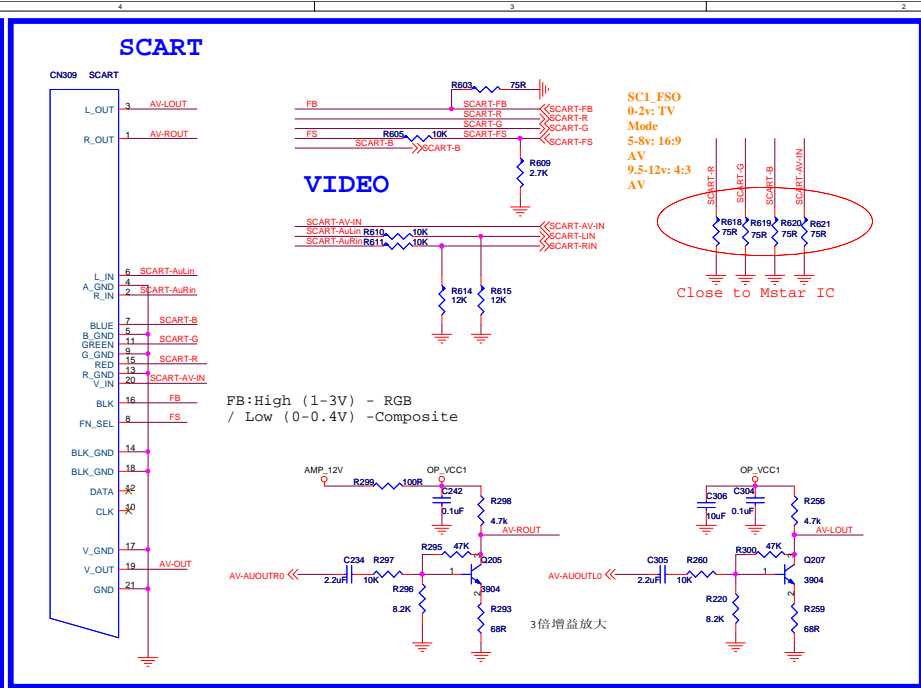 4
3
2
SCART
CN309 SCART
L_OUT 3 AV-LOUT
R_OUT 1 AV-ROUT
L_IN 6 SCART-AuLin
A_GND 4
R_IN 2 SCART-AuRin
BLUE 7 SCART-B
B_GND 5
GREEN 11 SCART-G
G_GND 9
RED 15 SCART-R
R_GND 13
V_IN 20 SCART-AV-IN
BLK 16 FB
FN_SEL 8 FS
BLK_GND 14
BLK_GND 18
DATA 12
CLK 10
V_GND 17
V_OUT 19 AV-OUT
GND 21
R603 75R
FB SCART-FB SCART-FB
SCART-R SCART-R
SCART-G SCART-G
FS R605 10K SCART-FS SCART-FS
SCART-B SCART-B
R609
2.7K
VIDEO
SCART-AV-IN SCART-AV-IN
SCART-AuLin R610 10K SCART-LIN
SCART-AuRin R611 10K SCART-RIN
R614
12K
R615
12K
SC1_FSO
0-2v: TV
Mode
5-8v: 16:9
AV
9.5-12v: 4:3
AV
SCART-R
SCART-G
SCART-B
SCART-AV-IN
R618 R619 R620 R621
75R 75R 75R 75R
Close to Mstar IC
FB:High (1-3V) - RGB
/ Low (0-0.4V) -Composite
AMP_12V
R299 100R
OP_VCC1
C242
0.1uF
R298
4.7k
AV-ROUT
R295 47K
Q205
3904
1
2
AV-AUOUTR0
C234
2.2uF
R297
10K
R296
8.2K
R293
68R
3倍增益放大
OP_VCC1
C306
10uF
C304
0.1uF
R256
4.7k
AV-LOUT
R300 47K
Q207
3904
1
2
AV-AUOUTL0
C305
2.2uF
R260
10K
R220
8.2K
R259
68R